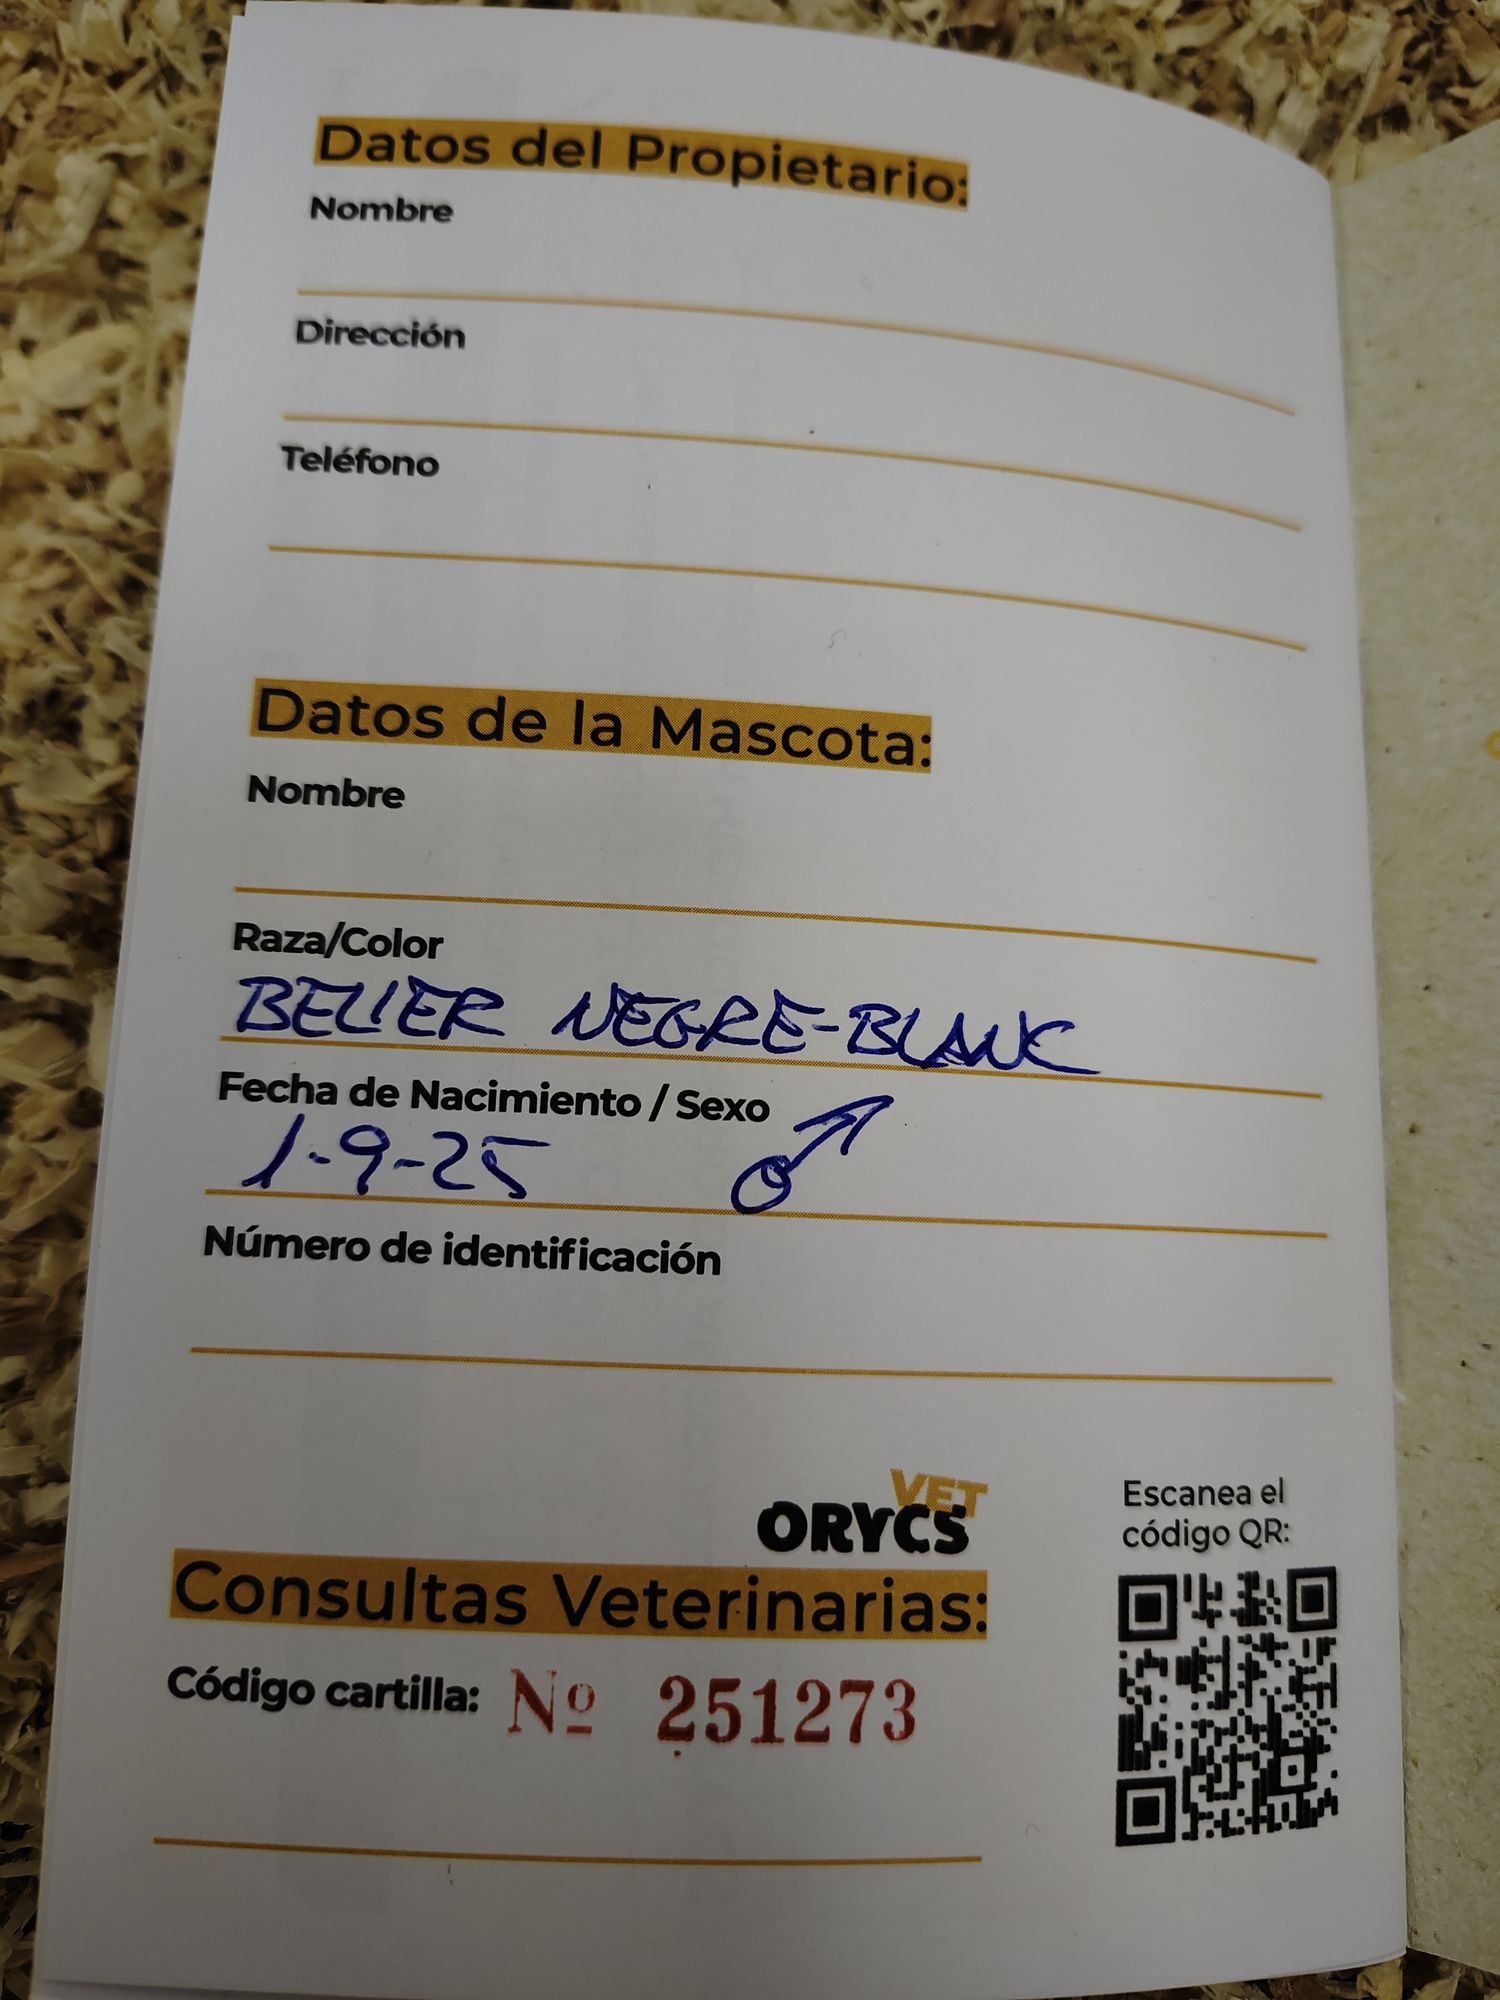 Datos del Propietario:
Nombre
Dirección
Teléfono
Datos de la Mascota:
Nombre
Raza/Color
BELIER NEGRE-BLANC
Fecha de Nacimiento / Sexo
1-9-25 ♂
Número de identificación
VET
ORYCS
Consultas Veterinarias:
Código cartilla: Nº 251273
Escanea el
código QR: